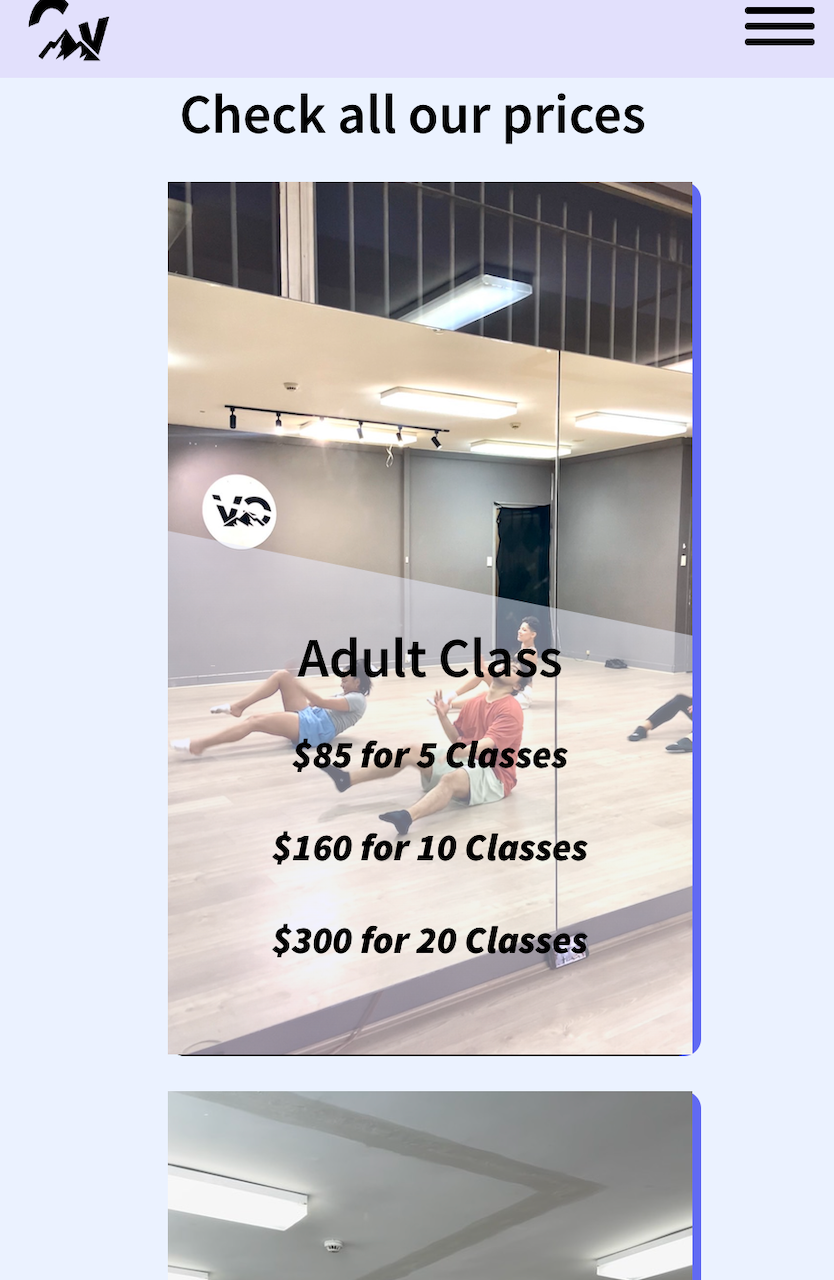 Check all our prices
Adult Class
$85 for 5 Classes
$160 for 10 Classes
$300 for 20 Classes